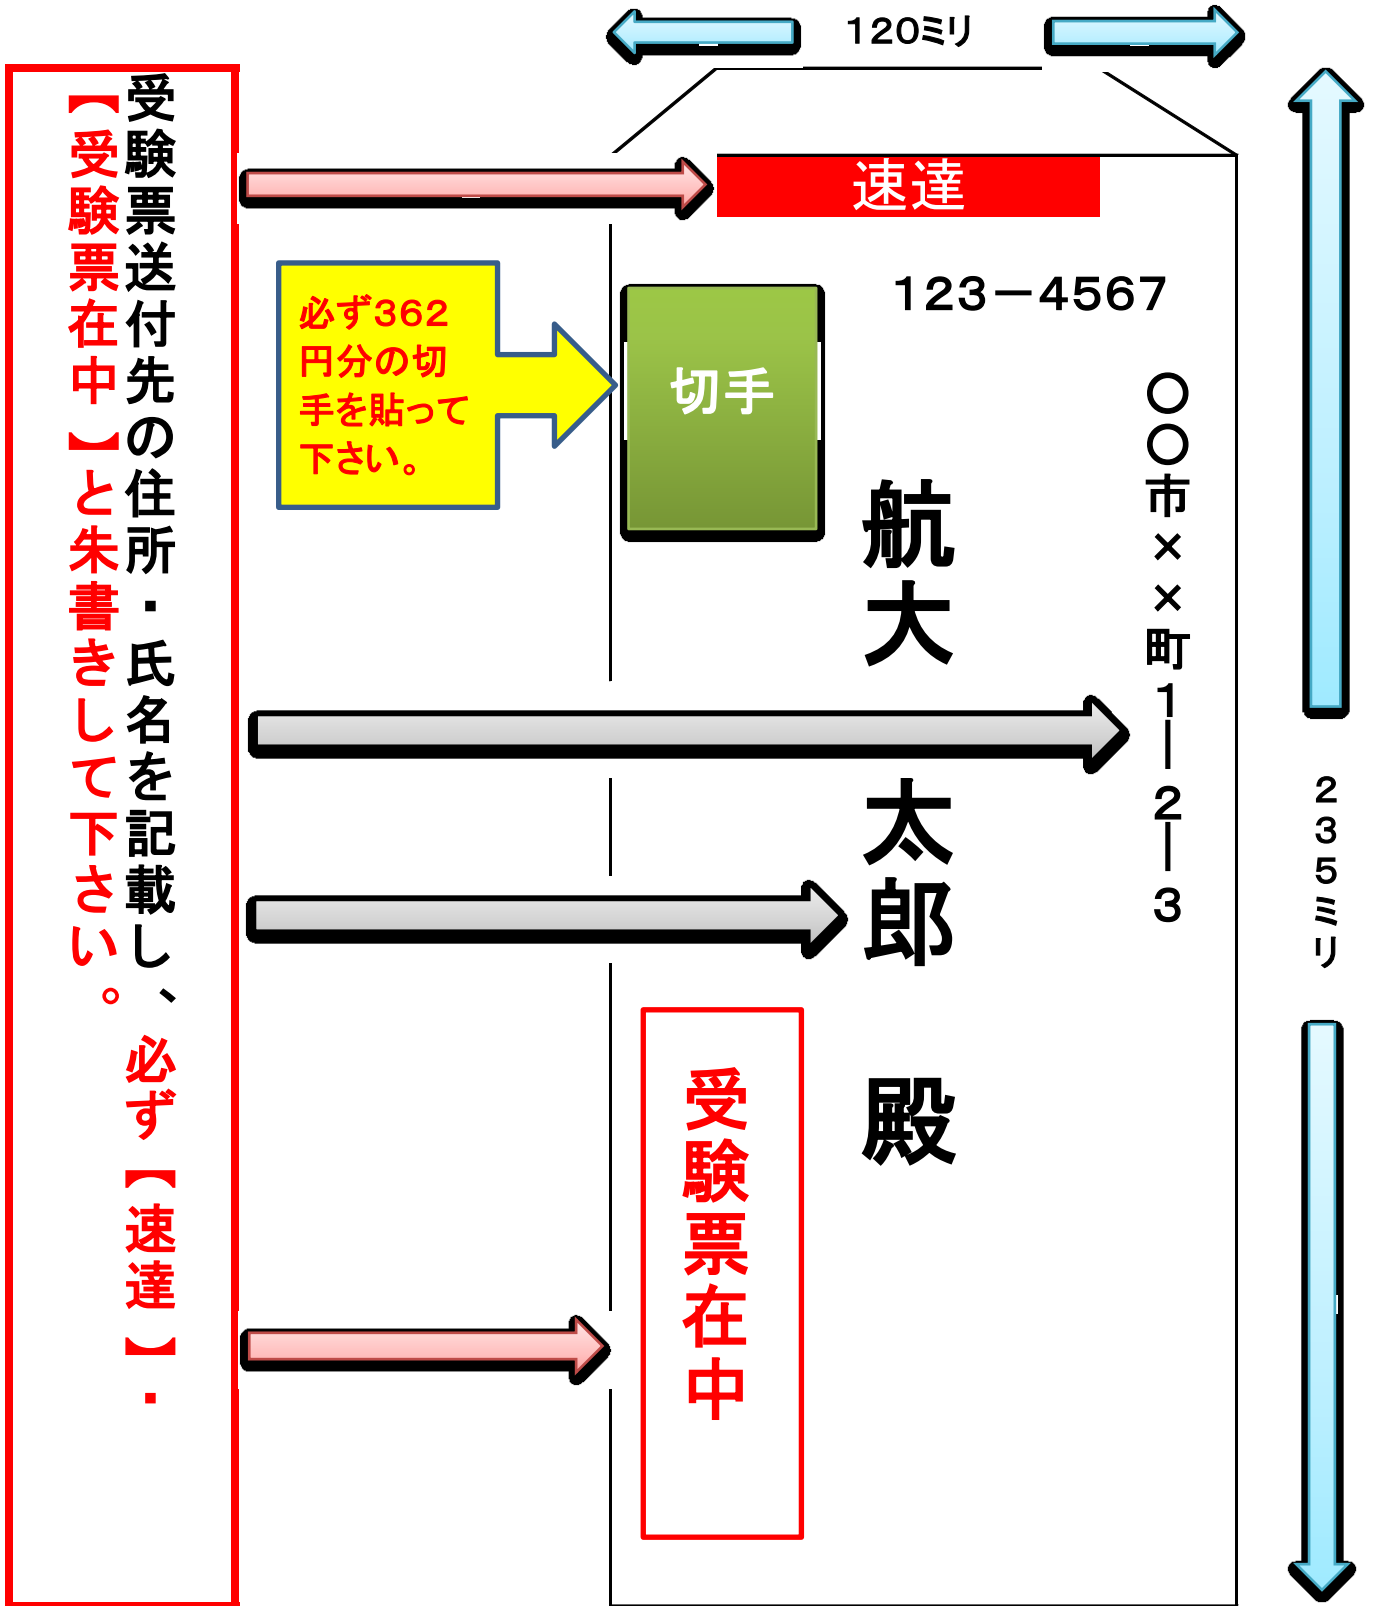 120ミリ
速達
123－4567
必ず362
円分の切
手を貼って
下さい。
切手
〇〇市××町1―2―3
航大　太郎　殿
受験票在中
235ミリ
受験票送付先の住所・氏名を記載し、必ず【速達】・
【受験票在中】と朱書きして下さい。